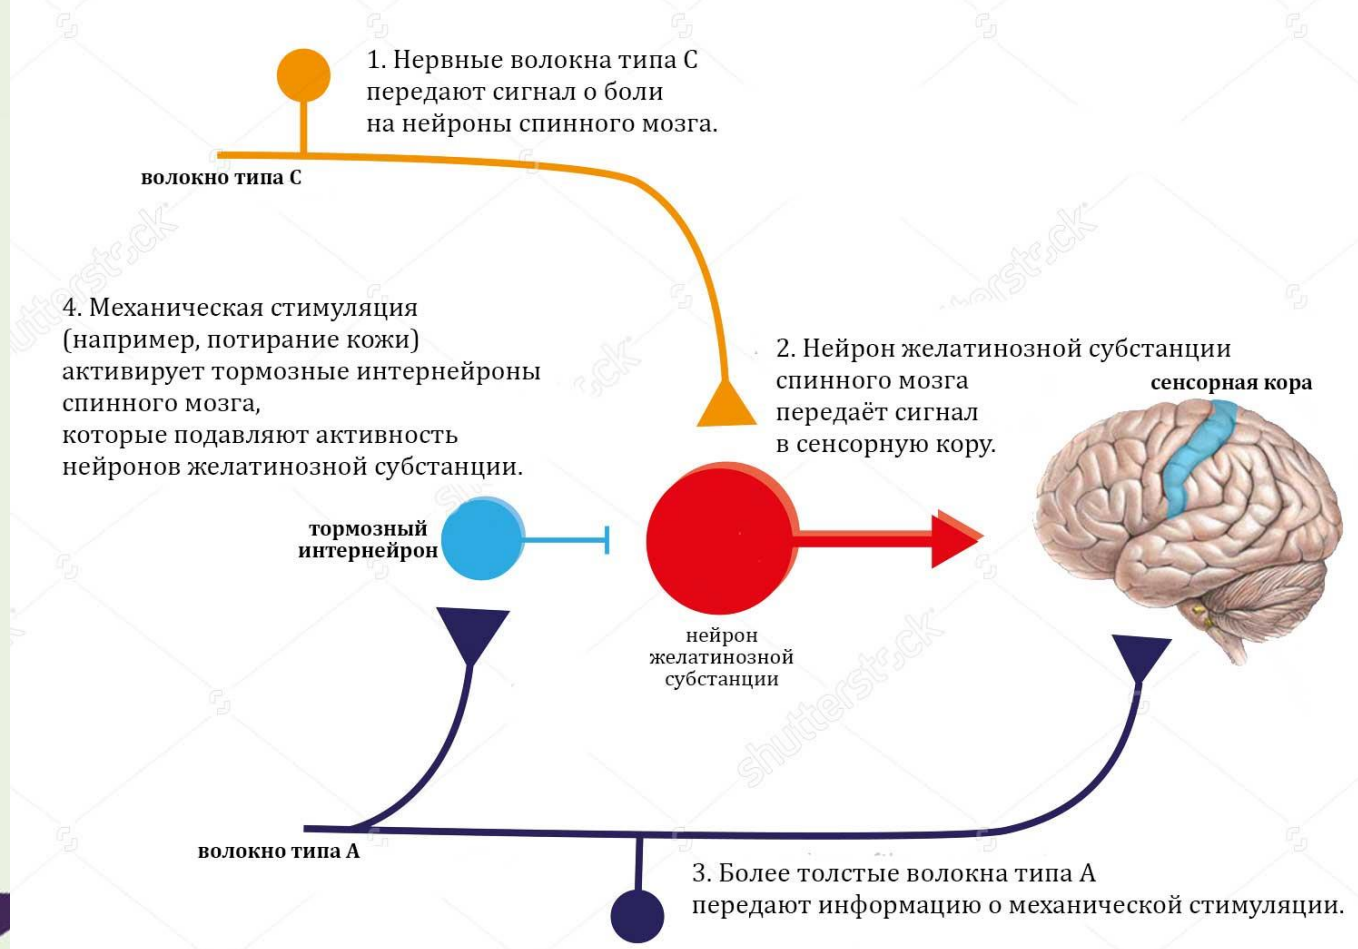 1. Нервные волокна типа С
передают сигнал о боли
на нейроны спинного мозга.
волокно типа С
4. Механическая стимуляция
(например, потирание кожи)
активирует тормозные интернейроны
спинного мозга,
которые подавляют активность
нейронов желатинозной субстанции.
2. Нейрон желатинозной субстанции
спинного мозга
передаёт сигнал
в сенсорную кору.
сенсорная кора
тормозный
интернейрон
нейрон
желатинозной
субстанции
волокно типа А
3. Более толстые волокна типа А
передают информацию о механической стимуляции.
shutterstock
shutterstock